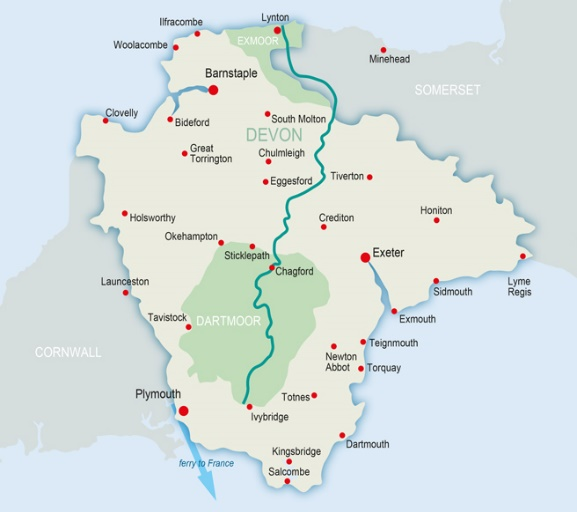 Ilfracombe
Lynton
Woolacombe
EXMOOR
Minehead
Barnstaple
SOMERSET
Clovelly
Bideford
South Molton
DEVON
Great
Torrington
Chulmleigh
Eggesford
Tiverton
Holsworthy
Crediton
Honiton
Okehampton
Sticklepath
Exeter
Chagford
Launceston
Sidmouth
Lyme
Regis
Tavistock
DARTMOOR
Exmouth
CORNWALL
Newton
Abbot
Teignmouth
Torquay
Plymouth
Totnes
Ivybridge
Dartmouth
Kingsbridge
ferry to France
Salcombe